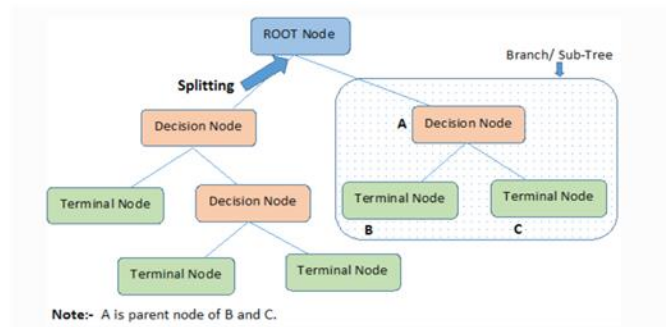 ROOT Node
Branch/ Sub-Tree
Splitting
Decision Node
A
Decision Node
Terminal Node
Decision Node
Terminal Node
Terminal Node
B
C
Terminal Node
Terminal Node
Note:- A is parent node of B and C.